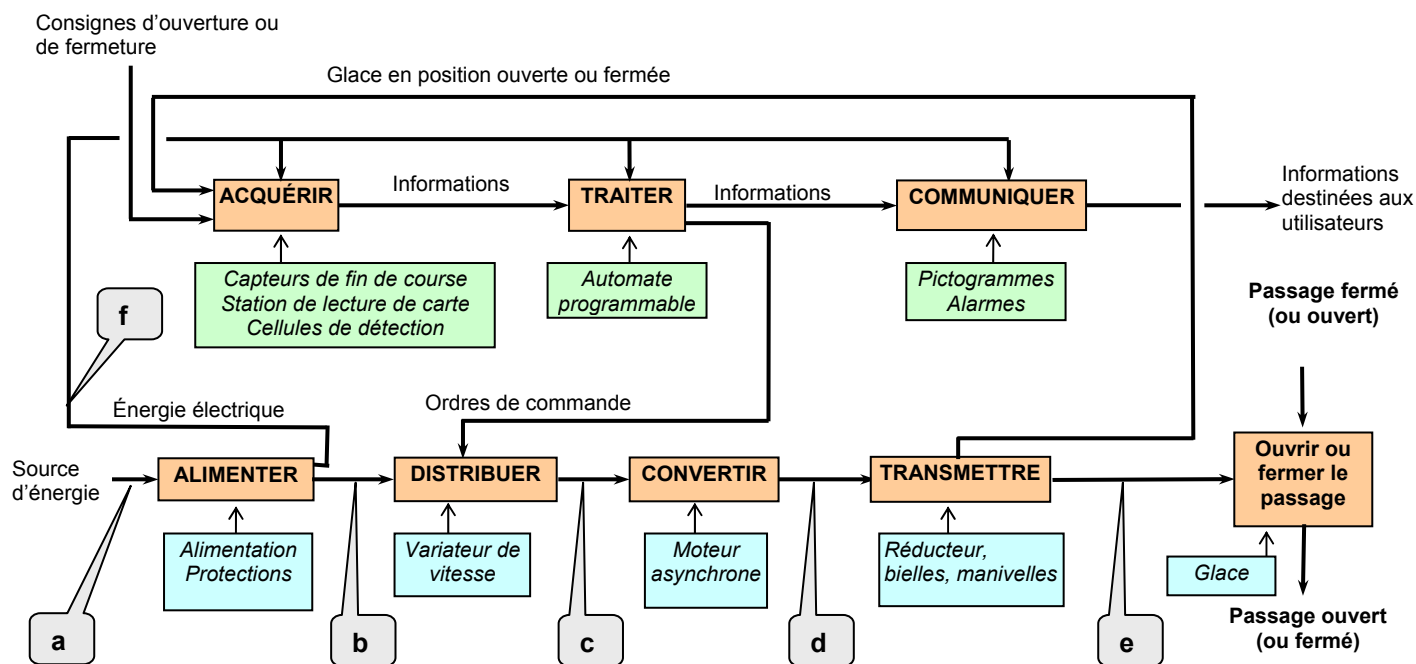 Consignes d’ouverture ou
de fermeture
Glace en position ouverte ou fermée
ACQUÉRIR
Informations
TRAITER
Informations
COMMUNIQUER
Informations
destinées aux
utilisateurs
Capteurs de fin de course
Station de lecture de carte
Cellules de détection
Automate
programmable
Pictogrammes
Alarmes
Passage fermé
(ou ouvert)
f
Énergie électrique
Ordres de commande
Source
d’énergie
ALIMENTER
DISTRIBUER
CONVERTIR
TRANSMETTRE
Ouvrir ou
fermer le
passage
Alimentation
Protections
Variateur de
vitesse
Moteur
asynchrone
Réducteur,
bielles, manivelles
Glace
Passage ouvert
(ou fermé)
a
b
c
d
e